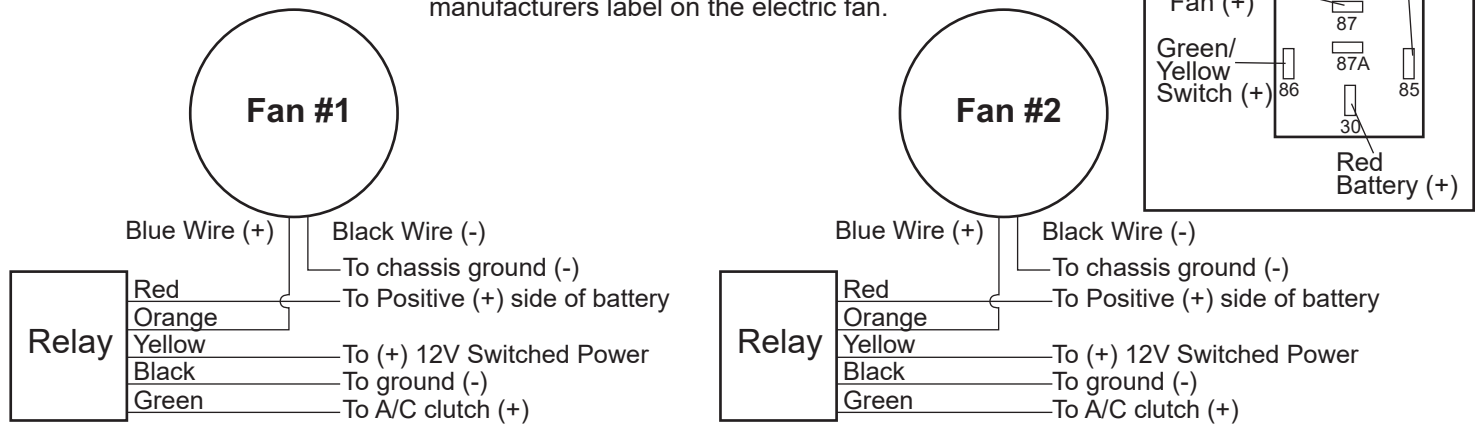 manufacturers label on the electric fan.
Fan (+)
87
Green/
Yellow
Switch (+)
87A
86
85
30
Red
Battery (+)
Fan #1
Fan #2
Blue Wire (+)
Black Wire (-)
To chassis ground (-)
Relay
Red
To Positive (+) side of battery
Orange
Yellow
To (+) 12V Switched Power
Black
To ground (-)
Green
To A/C clutch (+)
Blue Wire (+)
Black Wire (-)
To chassis ground (-)
Relay
Red
To Positive (+) side of battery
Orange
Yellow
To (+) 12V Switched Power
Black
To ground (-)
Green
To A/C clutch (+)